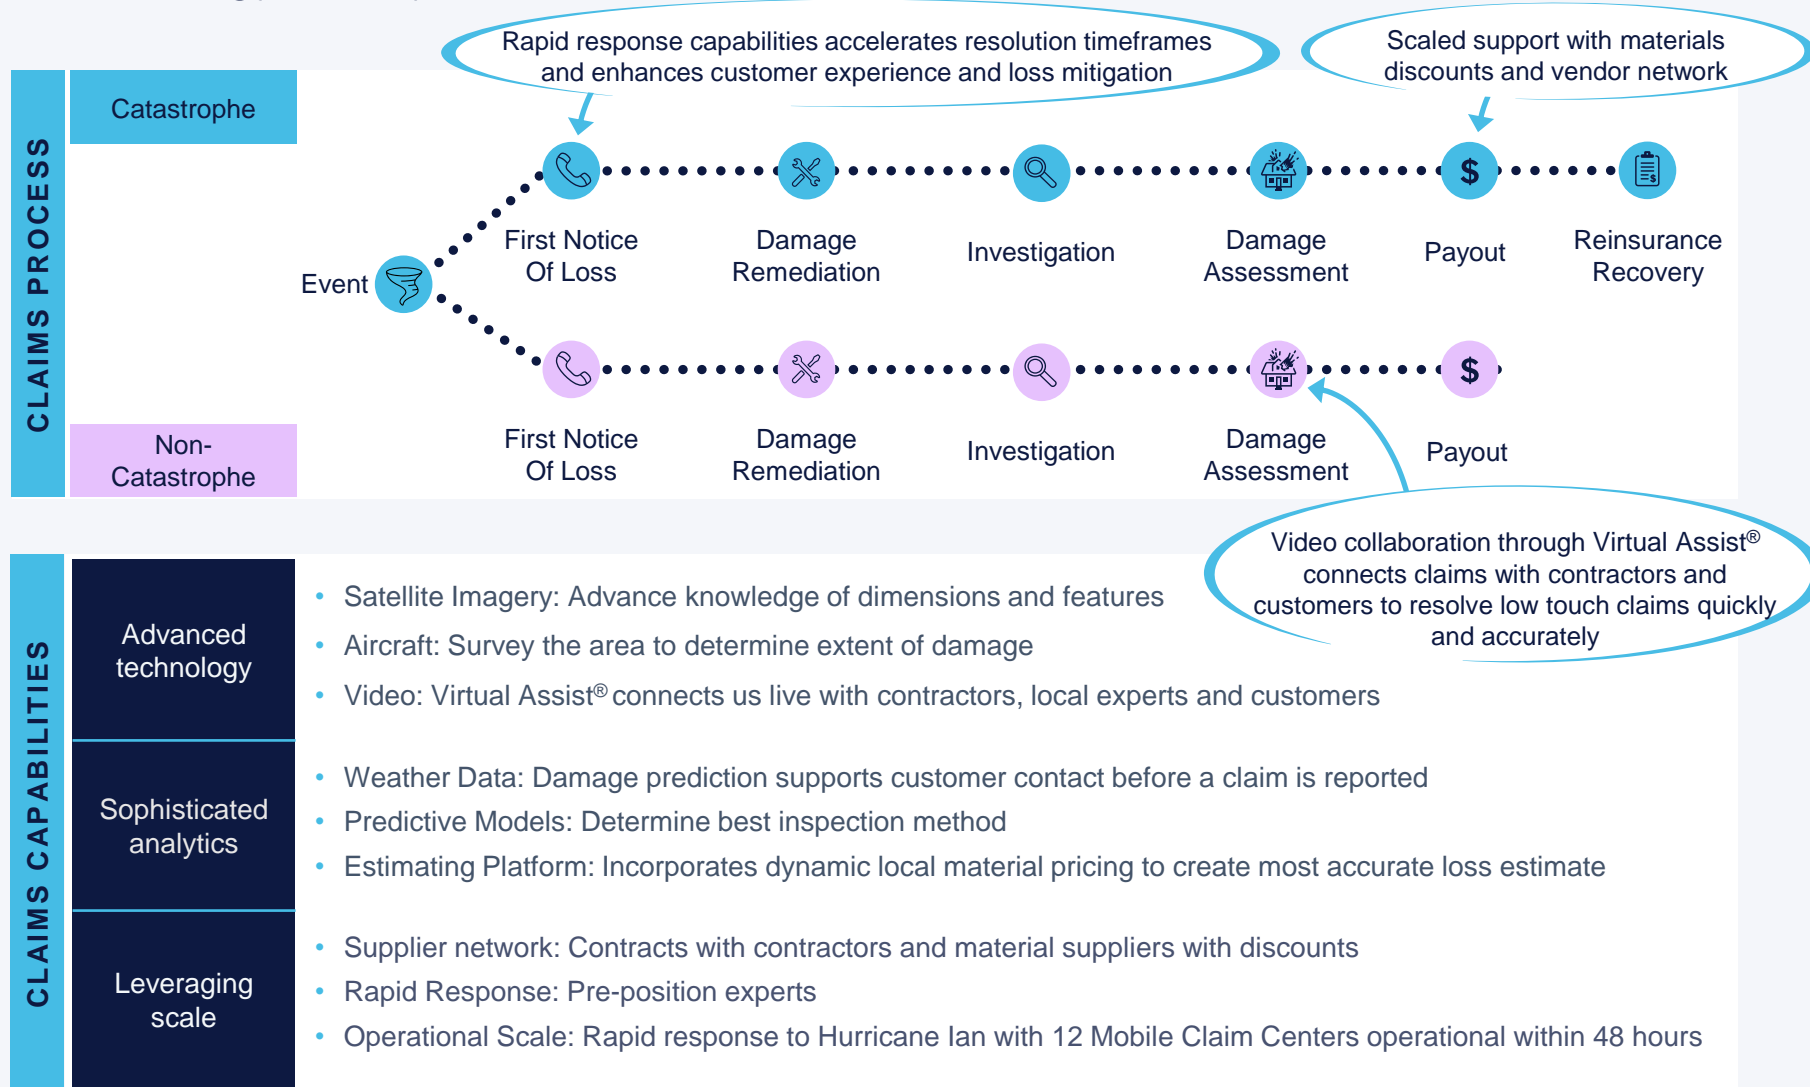 Rapid response capabilities accelerates resolution timeframes
and enhances customer experience and loss mitigation
Scaled support with materials
discounts and vendor network
CLAIMS PROCESS
Catastrophe
$
$
First Notice
Of Loss
Damage
Remediation
Investigation
Damage
Assessment
Payout
Reinsurance
Recovery
Event
$
Non-
Catastrophe
First Notice
Of Loss
Damage
Remediation
Investigation
Damage
Assessment
Payout
Video collaboration through Virtual Assist®
connects claims with contractors and
customers to resolve low touch claims quickly
and accurately
CLAIMS CAPABILITIES
Advanced
technology
• Satellite Imagery: Advance knowledge of dimensions and features
• Aircraft: Survey the area to determine extent of damage
• Video: Virtual Assist® connects us live with contractors, local experts and customers
Sophisticated
analytics
• Weather Data: Damage prediction supports customer contact before a claim is reported
• Predictive Models: Determine best inspection method
• Estimating Platform: Incorporates dynamic local material pricing to create most accurate loss estimate
Leveraging
scale
• Supplier network: Contracts with contractors and material suppliers with discounts
• Rapid Response: Pre-position experts
• Operational Scale: Rapid response to Hurricane Ian with 12 Mobile Claim Centers operational within 48 hours